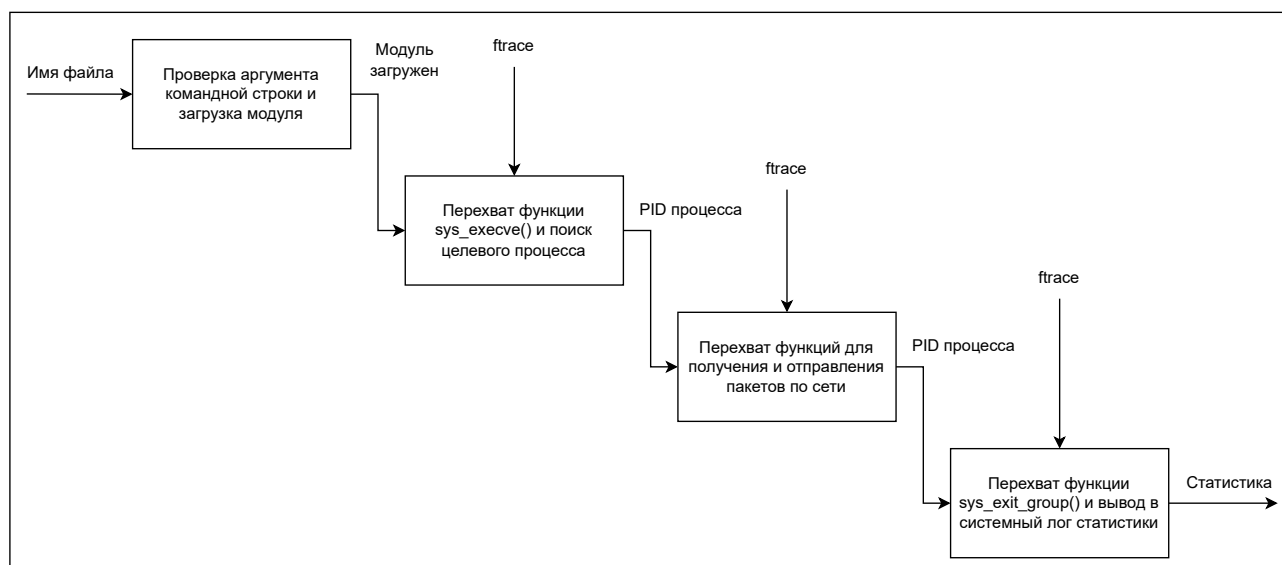 Имя файла
Проверка аргумента
командной строки и
загрузка модуля
Модуль
загружен
ftrace
Перехват функции
sys_execve() и поиск
целевого процесса
PID процесса
ftrace
Перехват функций для
получения и отправления
пакетов по сети
PID процесса
ftrace
Перехват функции
sys_exit_group() и вывод в
системный лог статистики
Статистика